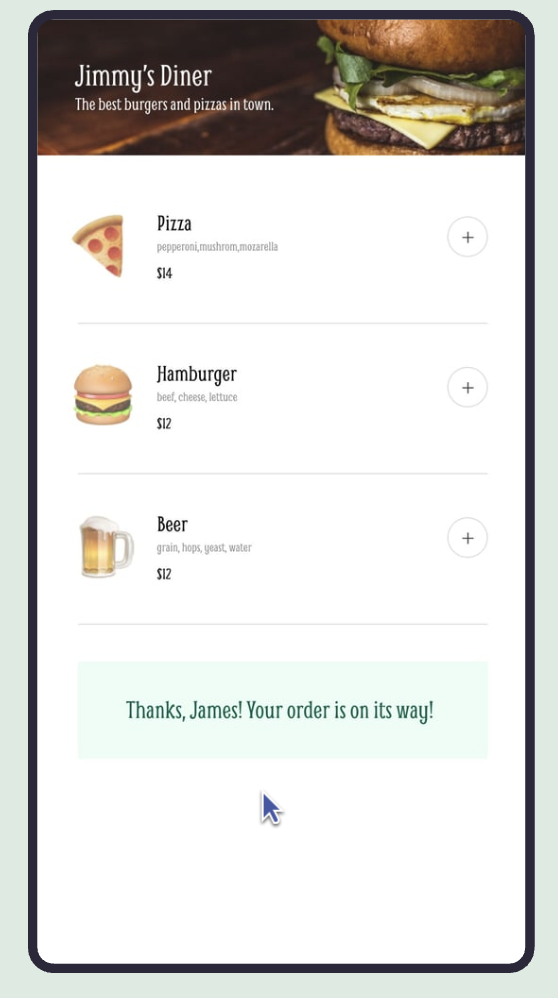 Jimmy's Diner
The best burgers and pizzas in town.
Pizza
pepperoni,mushrom,mozarella
$14
Hamburger
beef, cheese, lettuce
$12
Beer
grain, hops, yeast, water
$12
Thanks, James! Your order is on its way!